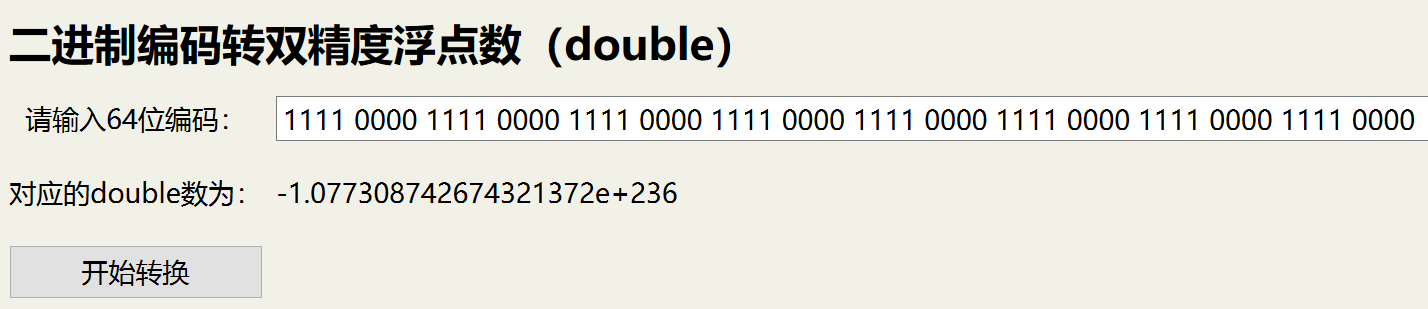 二进制编码转双精度浮点数（double）
请输入64位编码： 1111 0000 1111 0000 1111 0000 1111 0000 1111 0000 1111 0000 1111 0000 1111 0000
对应的double数为： -1.077308742674321372e+236
开始转换